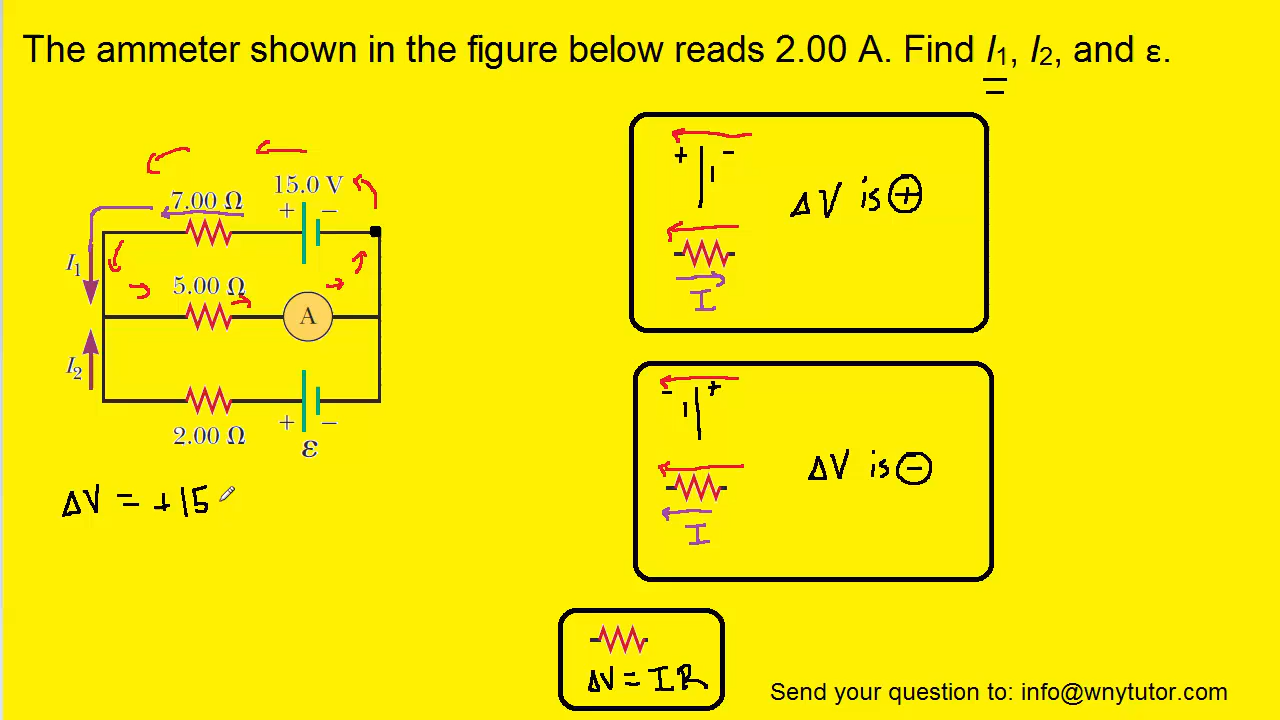 The ammeter shown in the figure below reads 2.00 A. Find I₁, I₂, and ε.
7.00 Ω
15.0 V
+ −
I₁
5.00 Ω
A
I₂
2.00 Ω
+ −
ε
ΔV = +15
+ −
I
ΔV is +
− +
I
ΔV is −
ΔV = IR
Send your question to: info@wnytutor.com